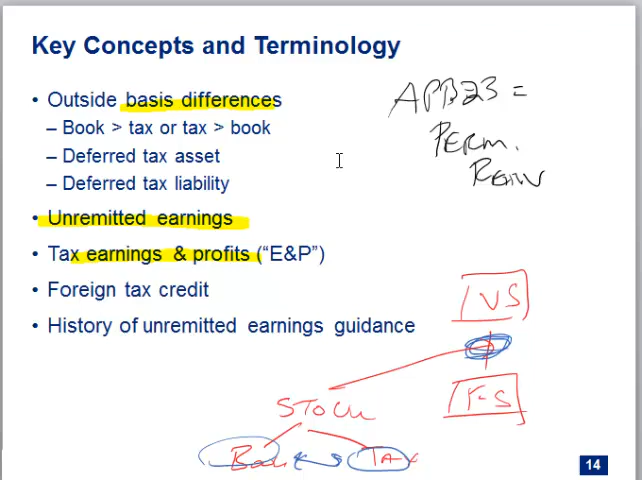 Key Concepts and Terminology
• Outside basis differences
– Book > tax or tax > book
– Deferred tax asset
– Deferred tax liability
• Unremitted earnings
• Tax earnings & profits (“E&P”)
• Foreign tax credit
• History of unremitted earnings guidance
APB23 =
PERM.
REINV
US
STOCK
TAX
14